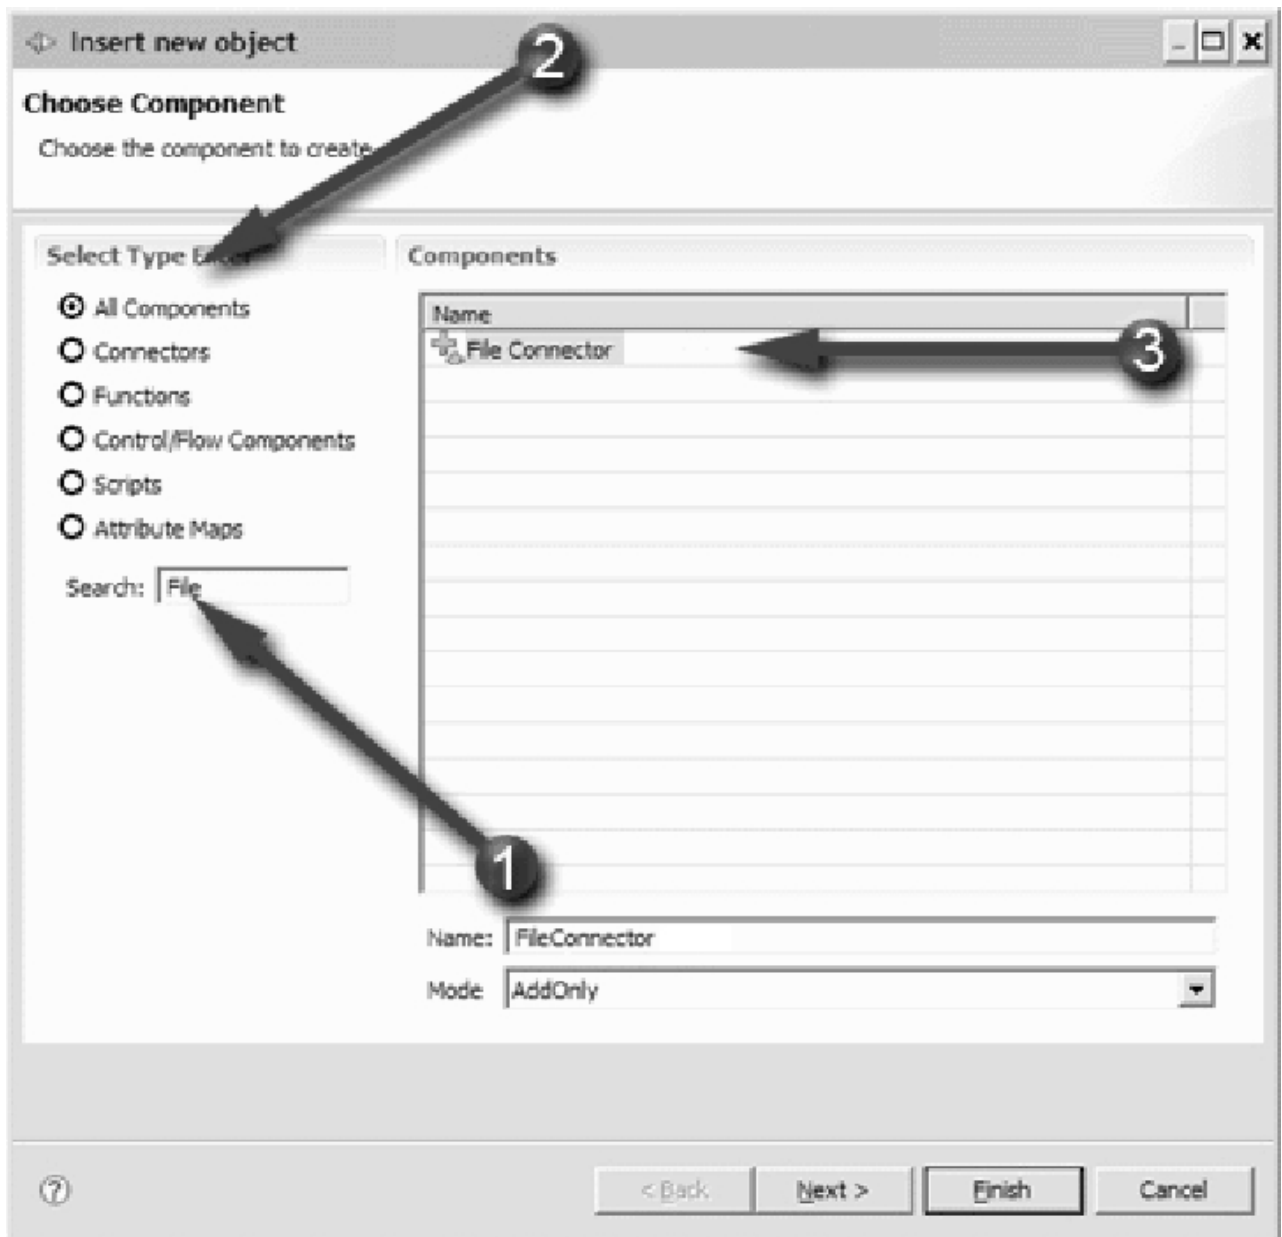 Insert new object
2
Choose Component
Choose the component to create
Select Type
Components
All Components
Name
File Connector
3
Connectors
Functions
Control/Flow Components
Scripts
Attribute Maps
Search: File
1
Name: FileConnector
Mode AddOnly
< Back Next > Finish Cancel